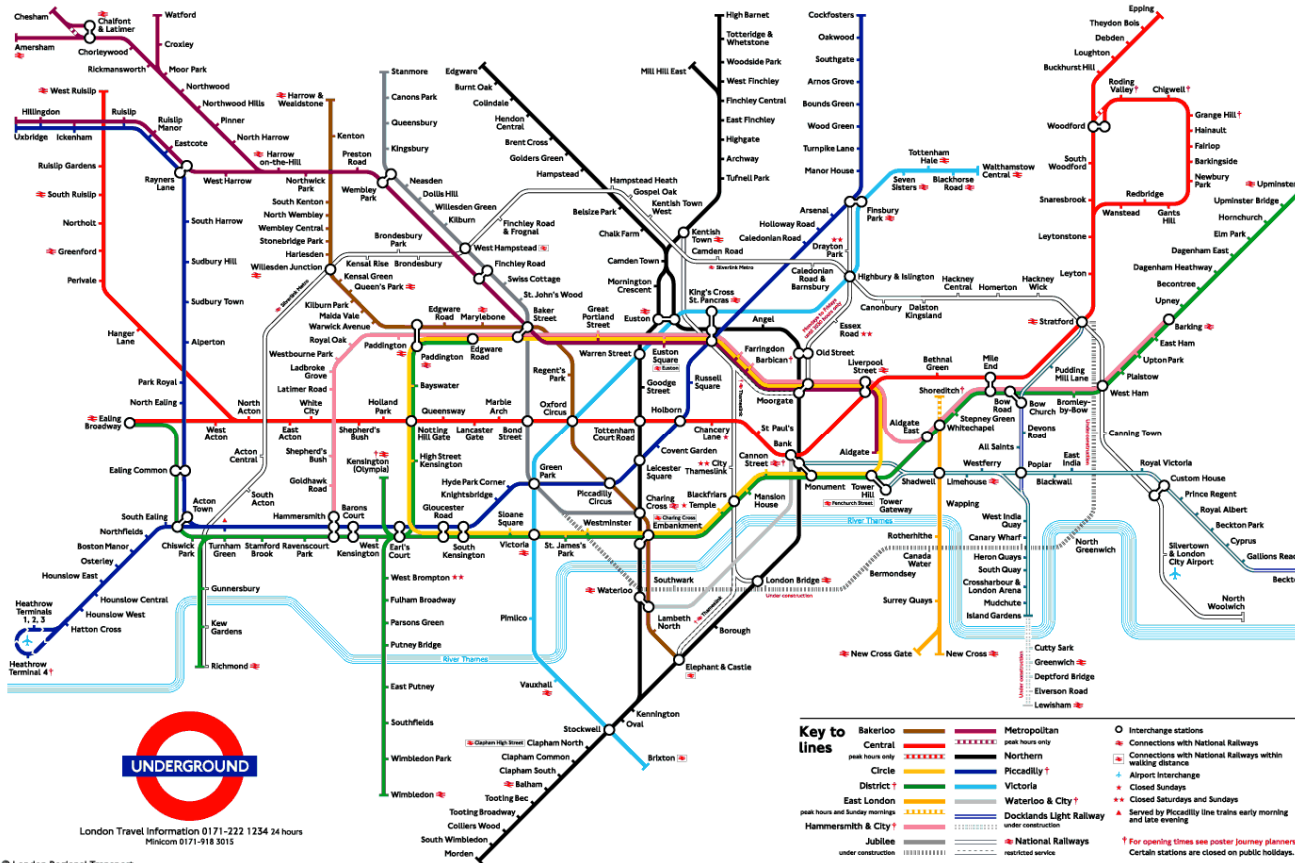 Chesham
Chalfont
& Latimer
Watford
Amersham
Chorleywood
Croxley
Rickmansworth
Moor Park
Northwood
West Ruislip
Northwood Hills
Hillingdon
Ruislip
Ruislip
Manor
Pinner
Uxbridge
Ickenham
Eastcote
North Harrow
Harrow
on-the-Hill
Ruislip Gardens
Rayners
Lane
West Harrow
Northwick
Park
Preston
Road
Wembley
Park
South Ruislip
Northolt
Greenford
Perivale
Hanger
Lane
South Harrow
Sudbury Hill
Sudbury Town
Alperton
Park Royal
North Ealing
Harrow &
Wealdstone
Kenton
South Kenton
North Wembley
Wembley Central
Stonebridge Park
Harlesden
Willesden Junction
Kensal Green
Queen's Park
Kilburn Park
Maida Vale
Warwick Avenue
Royal Oak
Westbourne Park
Ladbroke
Grove
Latimer Road
Stanmore
Canons Park
Queensbury
Kingsbury
Neasden
Dollis Hill
Willesden Green
Kilburn
West Hampstead
Finchley Road
Swiss Cottage
St. John's Wood
Baker
Street
Finchley Road
& Frognal
Brondesbury
Park
Kensal Rise
Brondesbury
Silverlink Metro
Edgware
Burnt Oak
Colindale
Hendon
Central
Brent Cross
Golders Green
Hampstead
Belsize Park
Chalk Farm
Camden Town
Mornington
Crescent
Euston
High Barnet
Totteridge &
Whetstone
Woodside Park
Mill Hill East
West Finchley
Finchley Central
East Finchley
Highgate
Archway
Tufnell Park
Kentish
Town
Hampstead Heath
Gospel Oak
Kentish Town
West
Camden Road
Silverlink Metro
Caledonian
Road &
Barnsbury
Cockfosters
Oakwood
Southgate
Arnos Grove
Bounds Green
Wood Green
Turnpike Lane
Manor House
Arsenal
Holloway Road
Caledonian Road
Finsbury
Park
Seven
Sisters
Tottenham
Hale
Blackhorse
Road
Walthamstow
Central
Drayton
Park
Highbury & Islington
Essex
Road
Old Street
Moorgate
Canonbury
Dalston
Kingsland
Hackney
Central
Homerton
Hackney
Wick
Epping
Theydon Bois
Debden
Loughton
Buckhurst Hill
Roding
Valley†
Chigwell†
Grange Hill†
Hainault
Fairlop
Barkingside
Newbury
Park
Woodford
South
Woodford
Snaresbrook
Redbridge
Wanstead
Gants
Hill
Leytonstone
Leyton
Stratford
Upminster
Upminster Bridge
Hornchurch
Elm Park
Dagenham East
Dagenham Heathway
Becontree
Upney
Barking
East Ham
Upton Park
Plaistow
West Ham
Pudding
Mill Lane
Mile
End
Bethnal
Green
Shoreditch†
Bow
Road
Bow
Church
Bromley-
by-Bow
Stepney Green
Whitechapel
Devons
Road
All Saints
Under construction
Canning Town
Edgware
Road
Marylebone
Great
Portland
Street
Paddington
Paddington
Edgware
Road
Warren Street
Euston
Square
Euston
King's Cross
St. Pancras
Angel
Farringdon
Barbican†
Thameslink
Liverpool
Street
Bayswater
Regent's
Park
Goodge
Street
Russell
Square
Ealing
Broadway
West
Acton
North
Acton
East
Acton
White
City
Shepherd's
Bush
Holland
Park
Notting
Hill Gate
Queensway
Lancaster
Gate
Marble
Arch
Bond
Street
Oxford
Circus
Tottenham
Court Road
Holborn
Chancery
Lane
St Paul's
Bank
Aldgate
East
Aldgate
Ealing Common
Acton
Central
South
Acton
Shepherd's
Bush
Goldhawk
Road
Kensington
(Olympia)
High Street
Kensington
Green
Park
Hyde Park Corner
Knightsbridge
Leicester
Square
Covent Garden
Piccadilly
Circus
Charing
Cross
Charing Cross
Embankment
City
Thameslink
Cannon
Street
Blackfriars
Temple
Mansion
House
Monument
Tower
Hill
Fenchurch Street
Tower
Gateway
Shadwell
Westferry
Limehouse
Poplar
East
India
Blackwall
Royal Victoria
Custom House
Prince Regent
Royal Albert
Beckton Park
Cyprus
Gallions Reach
Silvertown
& London
City Airport
North
Woolwich
Acton
Town
South Ealing
Northfields
Boston Manor
Osterley
Hounslow East
Hounslow Central
Hounslow West
Hatton Cross
Heathrow
Terminals
1, 2, 3
Heathrow
Terminal 4†
Chiswick
Park
Turnham
Green
Stamford
Brook
Ravenscourt
Park
Hammersmith
Barons
Court
West
Kensington
Earl's
Court
Gloucester
Road
South
Kensington
Sloane
Square
Victoria
St. James's
Park
Westminster
River Thames
Gunnersbury
Kew
Gardens
Richmond
West Brompton
Fulham Broadway
Parsons Green
Putney Bridge
East Putney
Southfields
Wimbledon Park
Wimbledon
River Thames
Pimlico
Vauxhall
Stockwell
Brixton
Waterloo
Southwark
Lambeth
North
London Bridge
Under construction
Thameslink
Borough
Elephant & Castle
Kennington
Oval
Clapham High Street
Clapham North
Clapham Common
Clapham South
Balham
Tooting Bec
Tooting Broadway
Colliers Wood
South Wimbledon
Morden
Wapping
Rotherhithe
Canada
Water
Bermondsey
Surrey Quays
New Cross Gate
New Cross
West India
Quay
Canary Wharf
Heron Quays
South Quay
Crossharbour &
London Arena
Mudchute
Island Gardens
North
Greenwich
Cutty Sark
Greenwich
Deptford Bridge
Elverson Road
Lewisham
Under construction
UNDERGROUND
London Travel Information 0171-222 1234 24 hours
Minicom 0171-918 3015
Key to
lines
Bakerloo
Central
peak hours only
Circle
District†
East London
peak hours and Sunday mornings
Hammersmith & City†
Jubilee
under construction
Metropolitan
peak hours only
Northern
Piccadilly†
Victoria
Waterloo & City†
Docklands Light Railway
under construction
National Railways
restricted service
Interchange stations
Connections with National Railways
Connections with National Railways within
walking distance
Airport Interchange
Closed Sundays
Closed Saturdays and Sundays
Served by Piccadilly line trains early morning
and late evening
† For opening times see poster journey planners.
Certain stations are closed on public holidays.